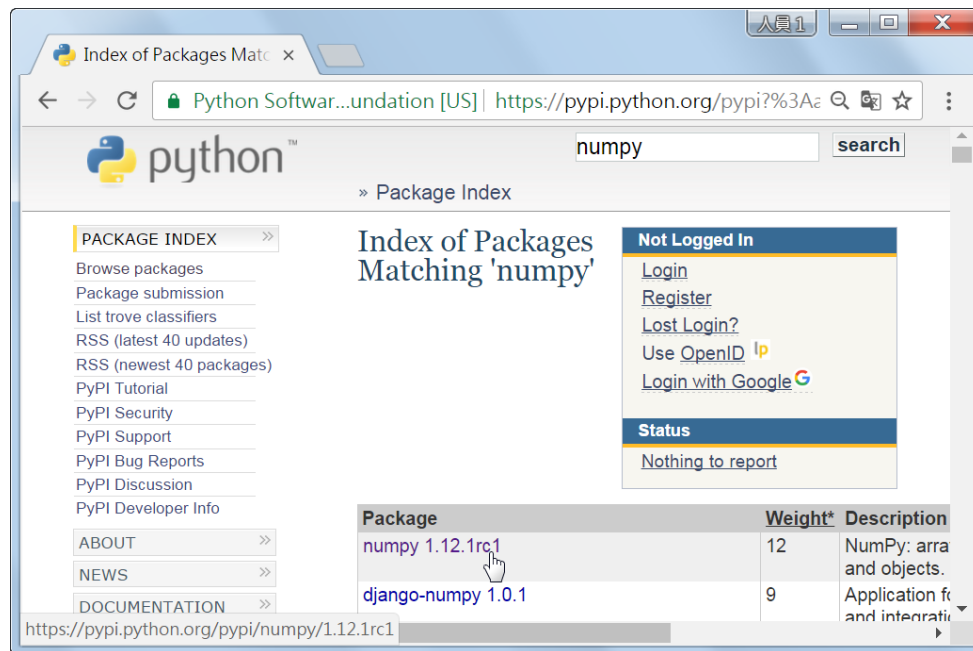 人員1
Index of Packages Matc
Python Softwar...undation [US] https://pypi.python.org/pypi?%3Aa
python™
numpy
search
» Package Index
PACKAGE INDEX »
Browse packages
Package submission
List trove classifiers
RSS (latest 40 updates)
RSS (newest 40 packages)
PyPI Tutorial
PyPI Security
PyPI Support
PyPI Bug Reports
PyPI Discussion
PyPI Developer Info
ABOUT »
NEWS »
DOCUMENTATION »
Index of Packages
Matching 'numpy'
Not Logged In
Login
Register
Lost Login?
Use OpenID lp
Login with Google G
Status
Nothing to report
Package Weight* Description
numpy 1.12.1rc1 12 NumPy: arra
and objects.
django-numpy 1.0.1 9 Application fo
and integratio
https://pypi.python.org/pypi/numpy/1.12.1rc1